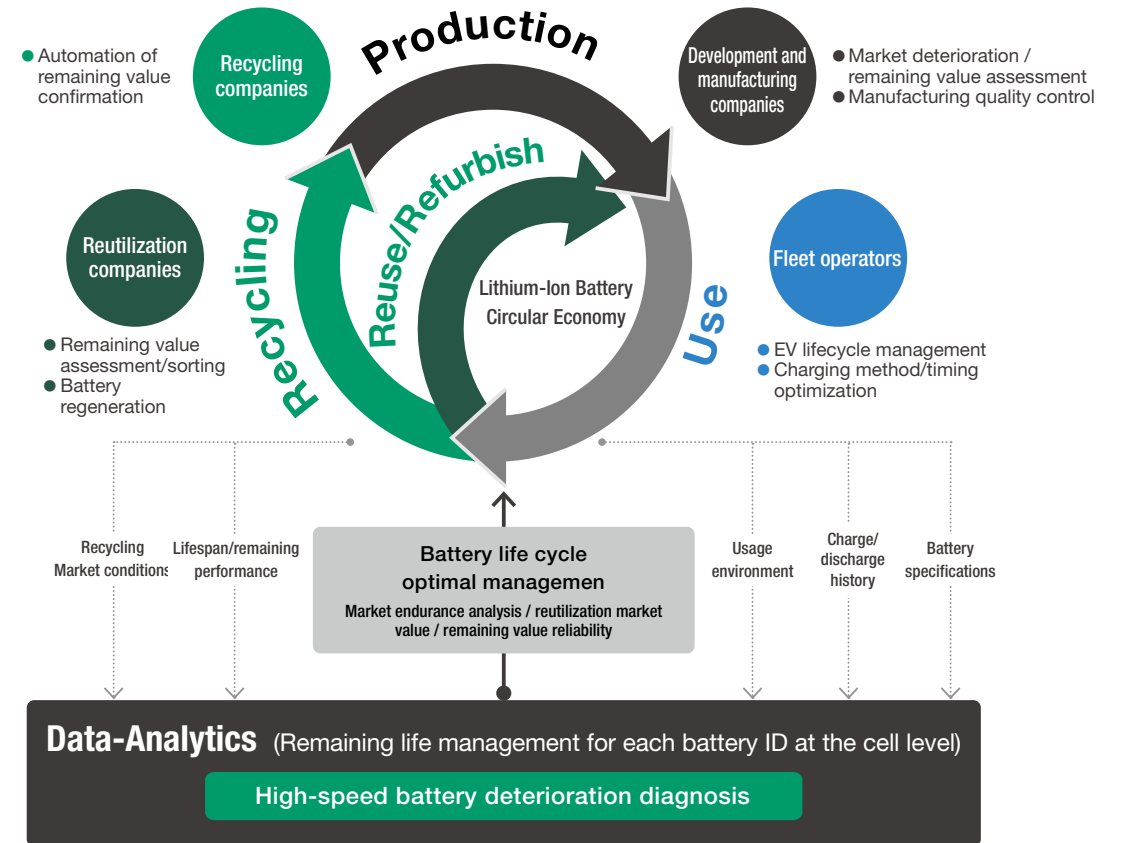 Production
Automation of
remaining value
confirmation
Recycling
companies
Development and
manufacturing
companies
Market deterioration /
remaining value assessment
Manufacturing quality control
Reuse/Refurbish
Recycling
Reutilization
companies
Remaining value
assessment/sorting
Battery
regeneration
Lithium-Ion Battery
Circular Economy
Use
Fleet operators
EV lifecycle management
Charging method/timing
optimization
Recycling
Market conditions
Lifespan/remaining
performance
Battery life cycle
optimal managemen
Market endurance analysis / reutilization market
value / remaining value reliability
Usage
environment
Charge/
discharge
history
Battery
specifications
Data-Analytics (Remaining life management for each battery ID at the cell level)
High-speed battery deterioration diagnosis